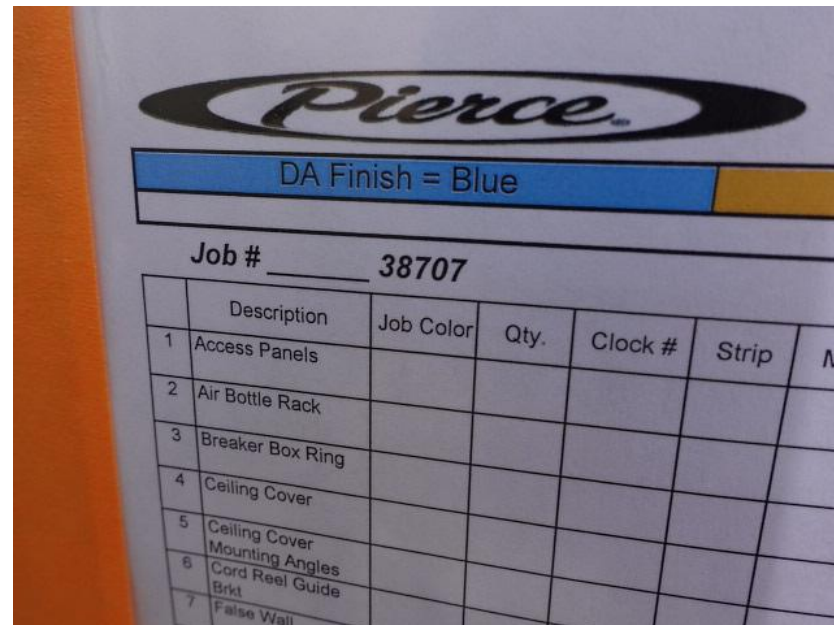 Pierce
DA Finish = Blue
Job # ______ 38707
Description Job Color Qty. Clock # Strip
1 Access Panels
2 Air Bottle Rack
3 Breaker Box Ring
4 Ceiling Cover
5 Ceiling Cover
Mounting Angles
6 Cord Reel Guide
Brkt
7 False Wall